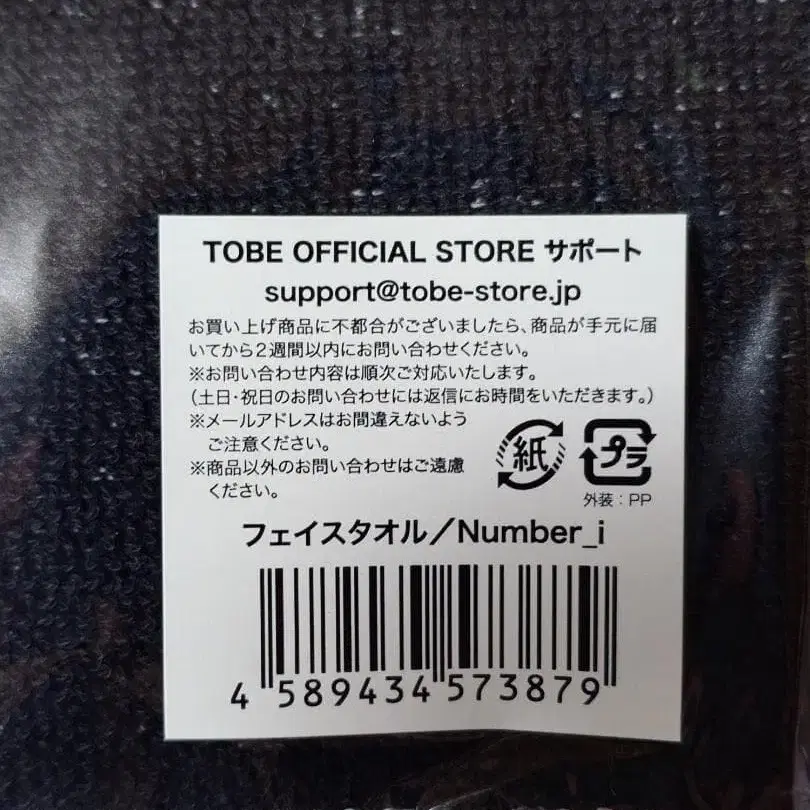 TOBE OFFICIAL STORE サポート
support@tobe-store.jp
お買い上げ商品に不都合がございましたら、商品が手元に届
いてから2週間以内にお問い合わせください。
※お問い合わせ内容は順次ご対応いたします。
（土日・祝日のお問い合わせには返信にお時間をいただきます。）
※メールアドレスはお間違えないよう
ご注意ください。
※商品以外のお問い合わせはご遠慮
ください。
紙
プラ
外装：PP
フェイスタオル／Number_i
4 589434 573879